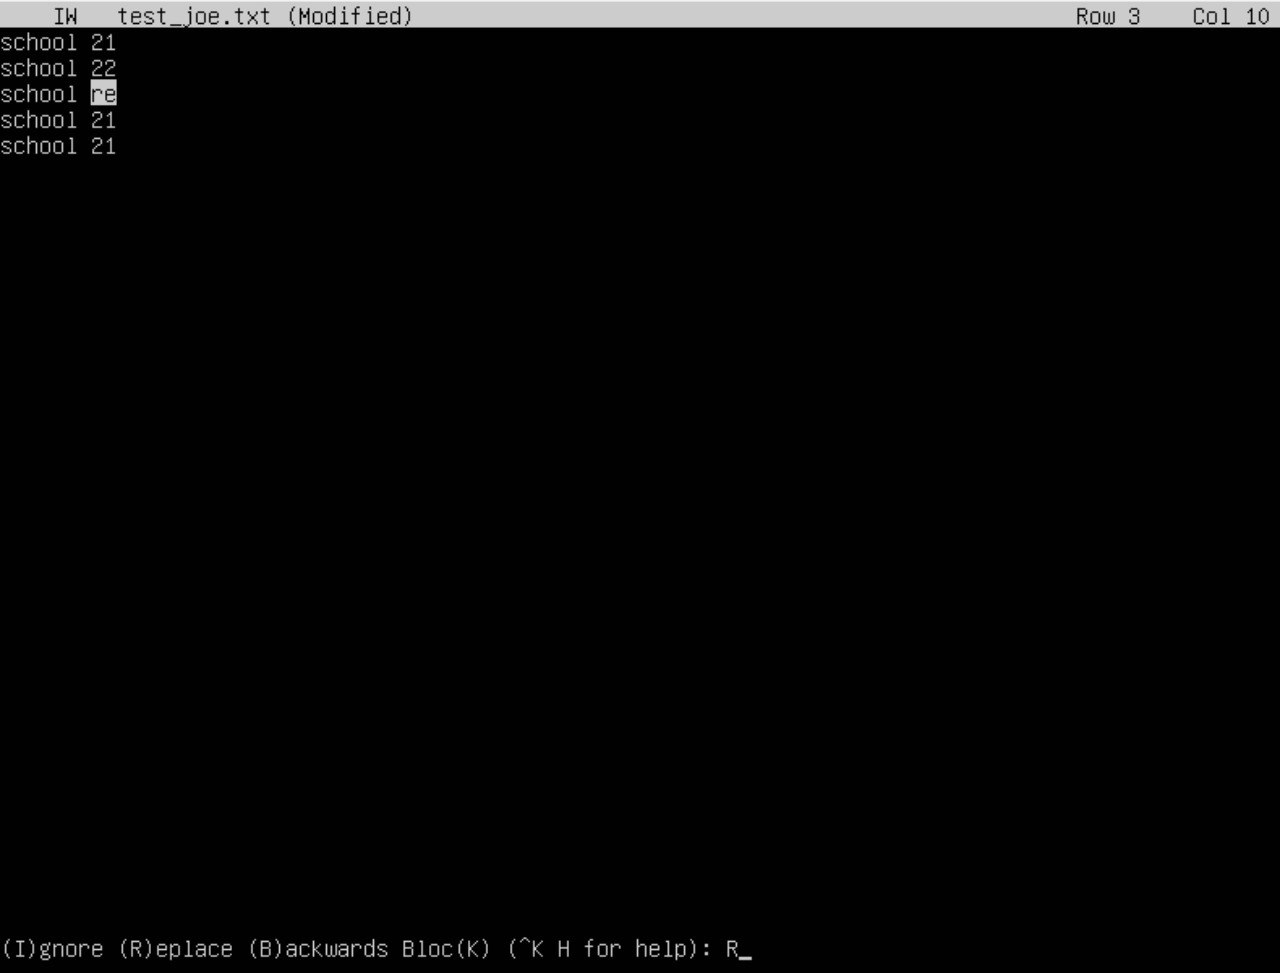 IW test_joe.txt (Modified) Row 3 Col 10
school 21
school 22
school re
school 21
school 21
(I)gnore (R)eplace (B)ackwards Bloc(K) (^K H for help): R_